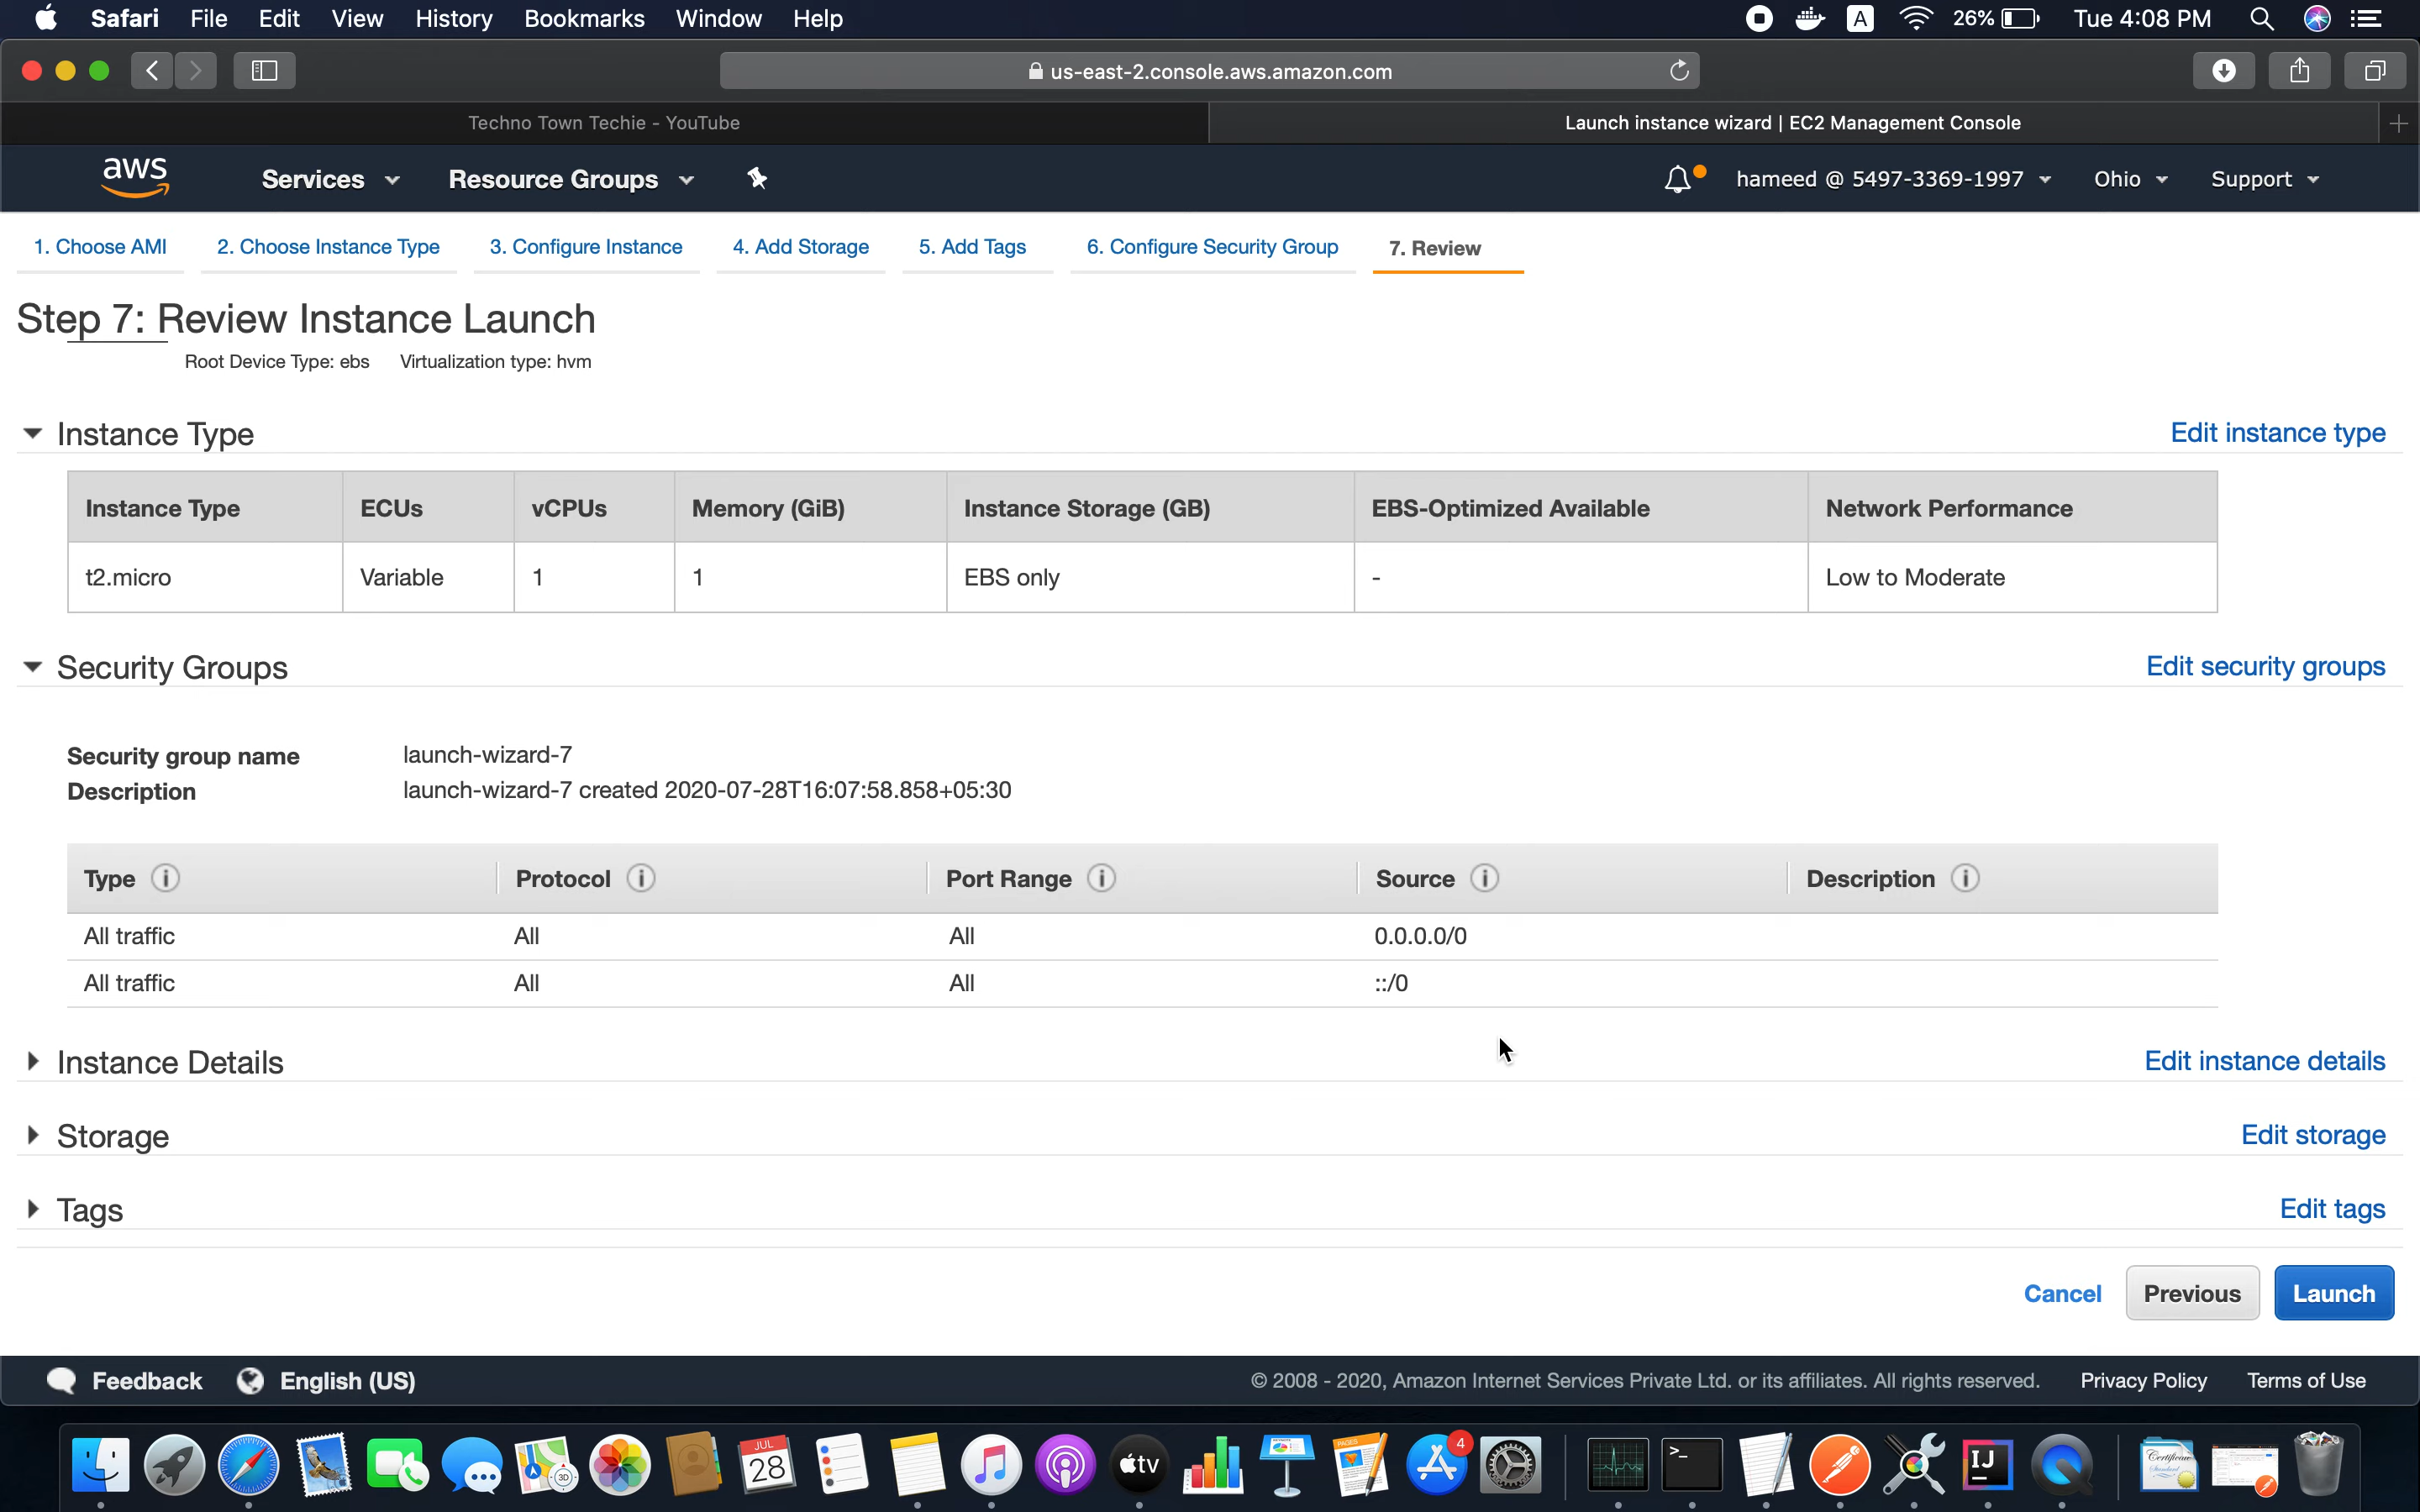 Safari File Edit View History Bookmarks Window Help A 26% Tue 4:08 PM
us-east-2.console.aws.amazon.com
Techno Town Techie - YouTube Launch instance wizard | EC2 Management Console
aws Services Resource Groups hameed @ 5497-3369-1997 Ohio Support
1. Choose AMI 2. Choose Instance Type 3. Configure Instance 4. Add Storage 5. Add Tags 6. Configure Security Group 7. Review
Step 7: Review Instance Launch
Root Device Type: ebs Virtualization type: hvm
Instance Type Edit instance type
Instance Type ECUs vCPUs Memory (GiB) Instance Storage (GB) EBS-Optimized Available Network Performance
t2.micro Variable 1 1 EBS only - Low to Moderate
Security Groups Edit security groups
Security group name launch-wizard-7
Description launch-wizard-7 created 2020-07-28T16:07:58.858+05:30
Type i Protocol i Port Range i Source i Description i
All traffic All All 0.0.0.0/0
All traffic All All ::/0
Instance Details Edit instance details
Storage Edit storage
Tags Edit tags
Cancel Previous Launch
Feedback English (US) © 2008 - 2020, Amazon Internet Services Private Ltd. or its affiliates. All rights reserved. Privacy Policy Terms of Use
3D JUL 28 tv PAGES 4 >_ IJ Certificate